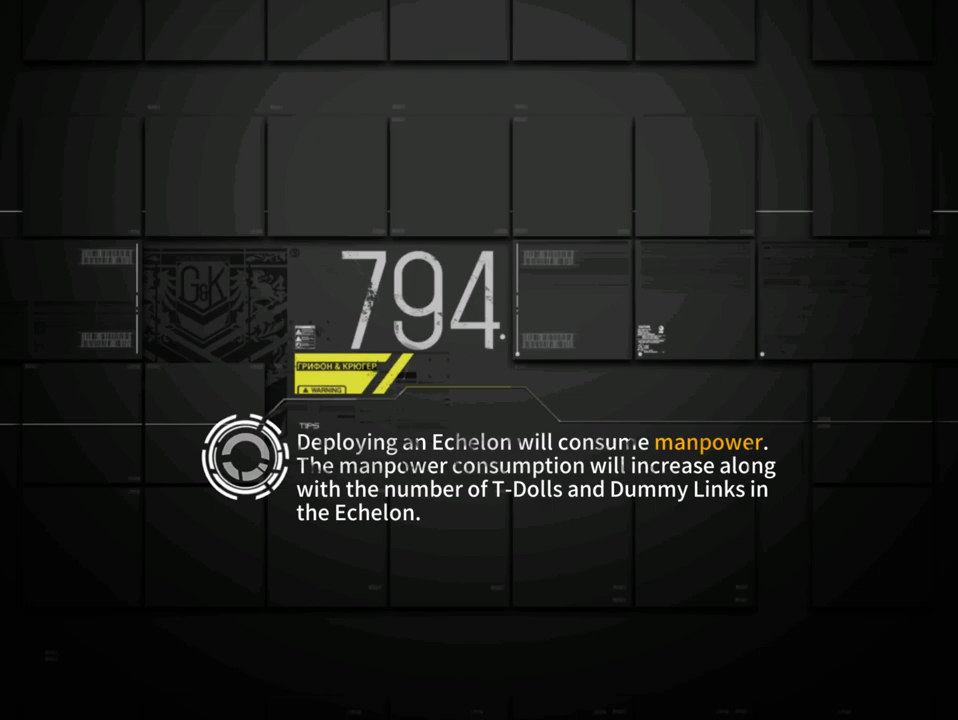 G&K
794.
ГРИФОН & КРЮГЕР
WARNING
TIPS
Deploying an Echelon will consume manpower.
The manpower consumption will increase along
with the number of T-Dolls and Dummy Links in
the Echelon.